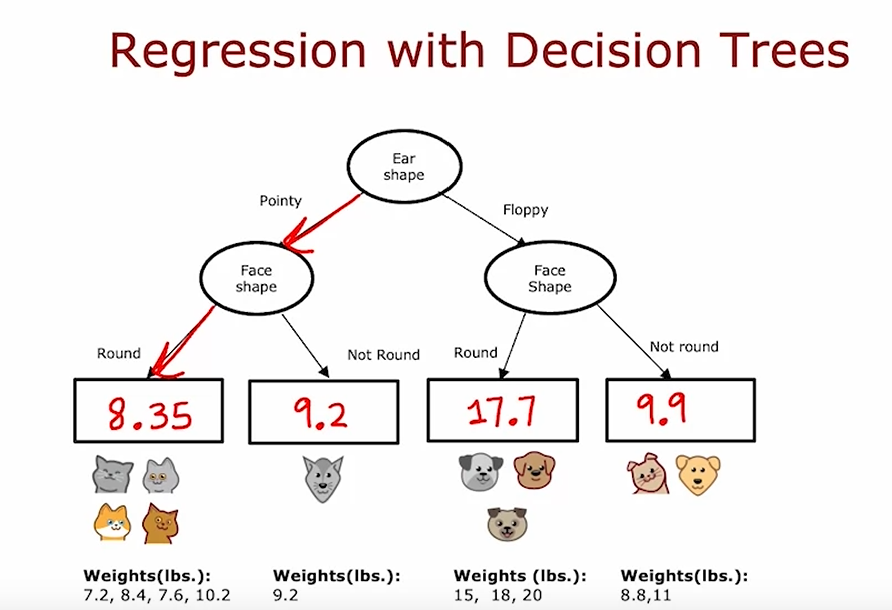 Regression with Decision Trees
Ear
shape
Pointy
Floppy
Face
shape
Face
Shape
Round
Not Round
Round
Not round
8.35
9.2
17.7
9.9
Weights(lbs.):
7.2, 8.4, 7.6, 10.2
Weights(lbs.):
9.2
Weights (lbs.):
15, 18, 20
Weights(lbs.):
8.8,11